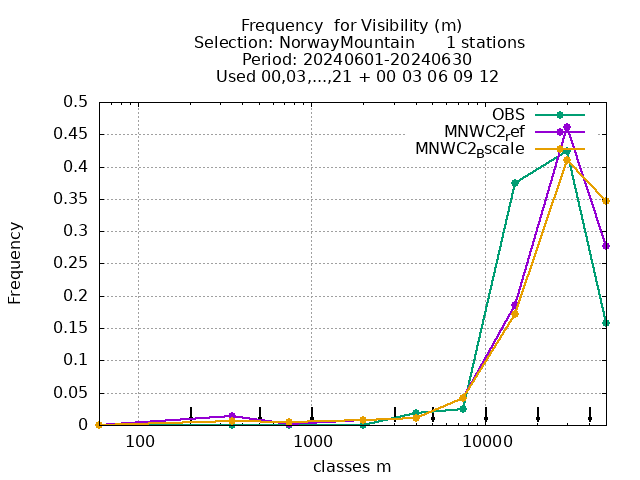 Frequency  for Visibility (m)
Selection: NorwayMountain      1 stations
Period: 20240601-20240630
Used 00,03,...,21 + 00 03 06 09 12
0.5
0.45
0.4
0.35
0.3
0.25
0.2
0.15
0.1
0.05
0
Frequency
OBS
MNWC2_ref
MNWC2_Bscale
100
1000
10000
classes m